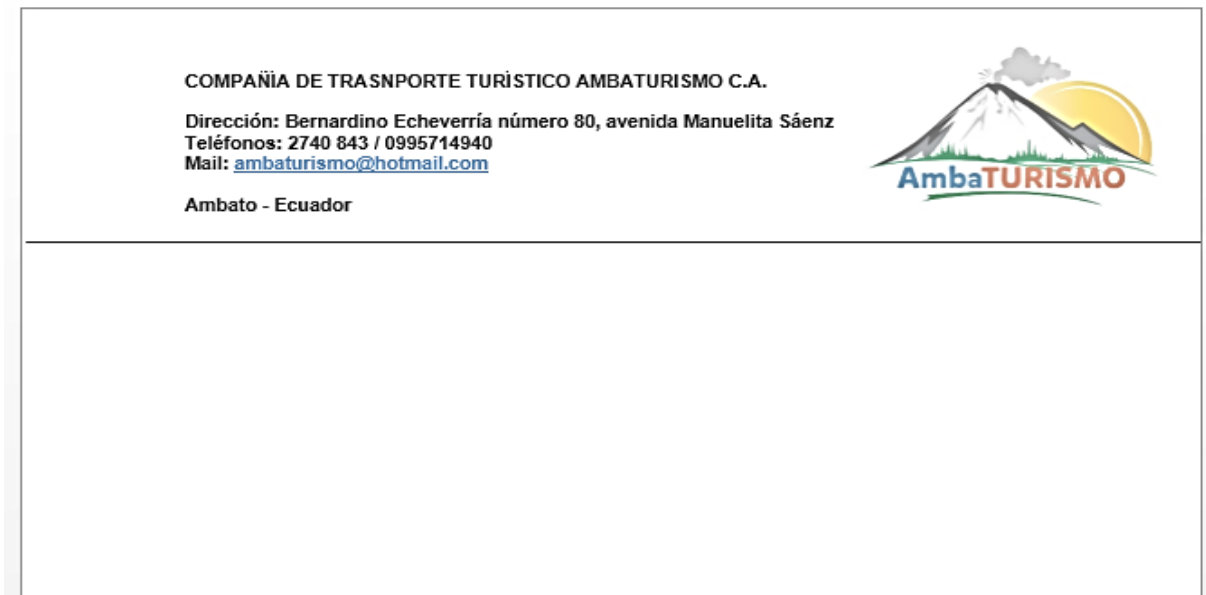 COMPAÑÌA DE TRASNPORTE TURÌSTICO AMBATURISMO C.A.
Dirección: Bernardino Echeverría número 80, avenida Manuelita Sáenz
Teléfonos: 2740 843 / 0995714940
Mail: ambaturismo@hotmail.com
Ambato - Ecuador
AmbaTURISMO